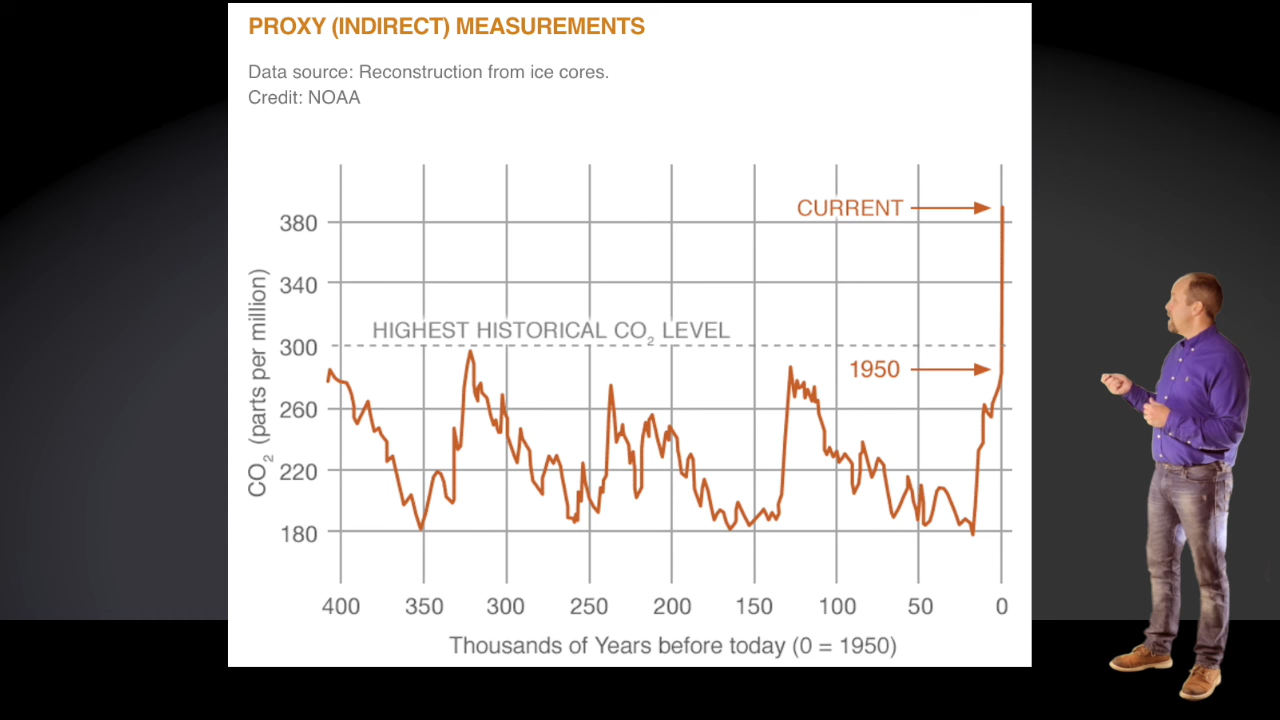 PROXY (INDIRECT) MEASUREMENTS
Data source: Reconstruction from ice cores.
Credit: NOAA
CURRENT
380
340
HIGHEST HISTORICAL CO₂ LEVEL
300
1950
260
220
180
CO₂ (parts per million)
400 350 300 250 200 150 100 50 0
Thousands of Years before today (0 = 1950)